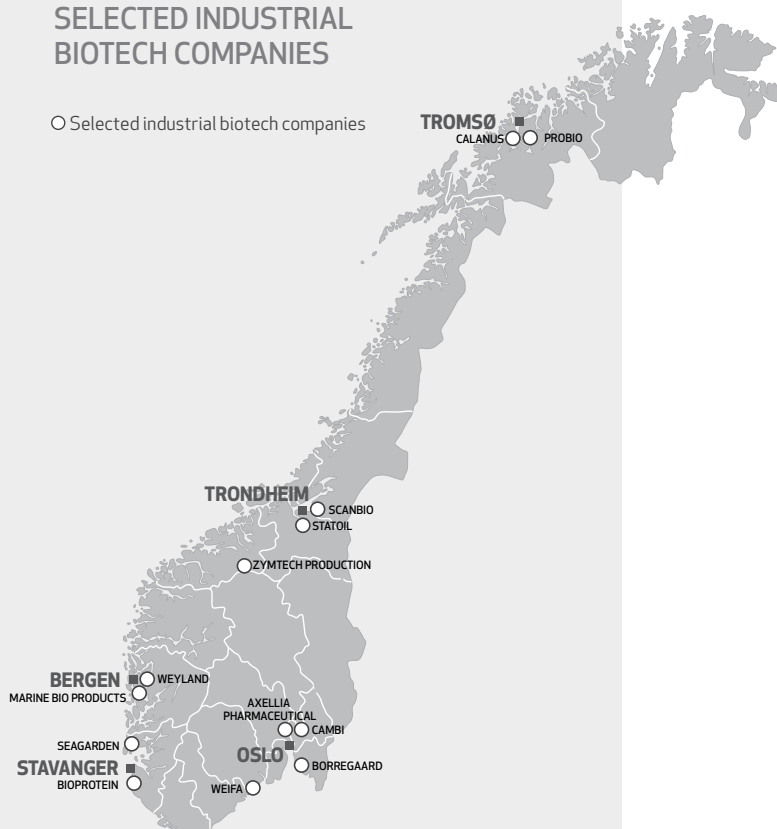 SELECTED INDUSTRIAL
BIOTECH COMPANIES
Selected industrial biotech companies
TROMSØ
CALANUS
PROBIO
TRONDHEIM
SCANBIO
STATOIL
ZYMTECH PRODUCTION
BERGEN
WEYLAND
MARINE BIO PRODUCTS
AXELLIA
PHARMACEUTICAL
CAMBI
SEAGARDEN
OSLO
STAVANGER
BORREGAARD
BIOPROTEIN
WEIFA